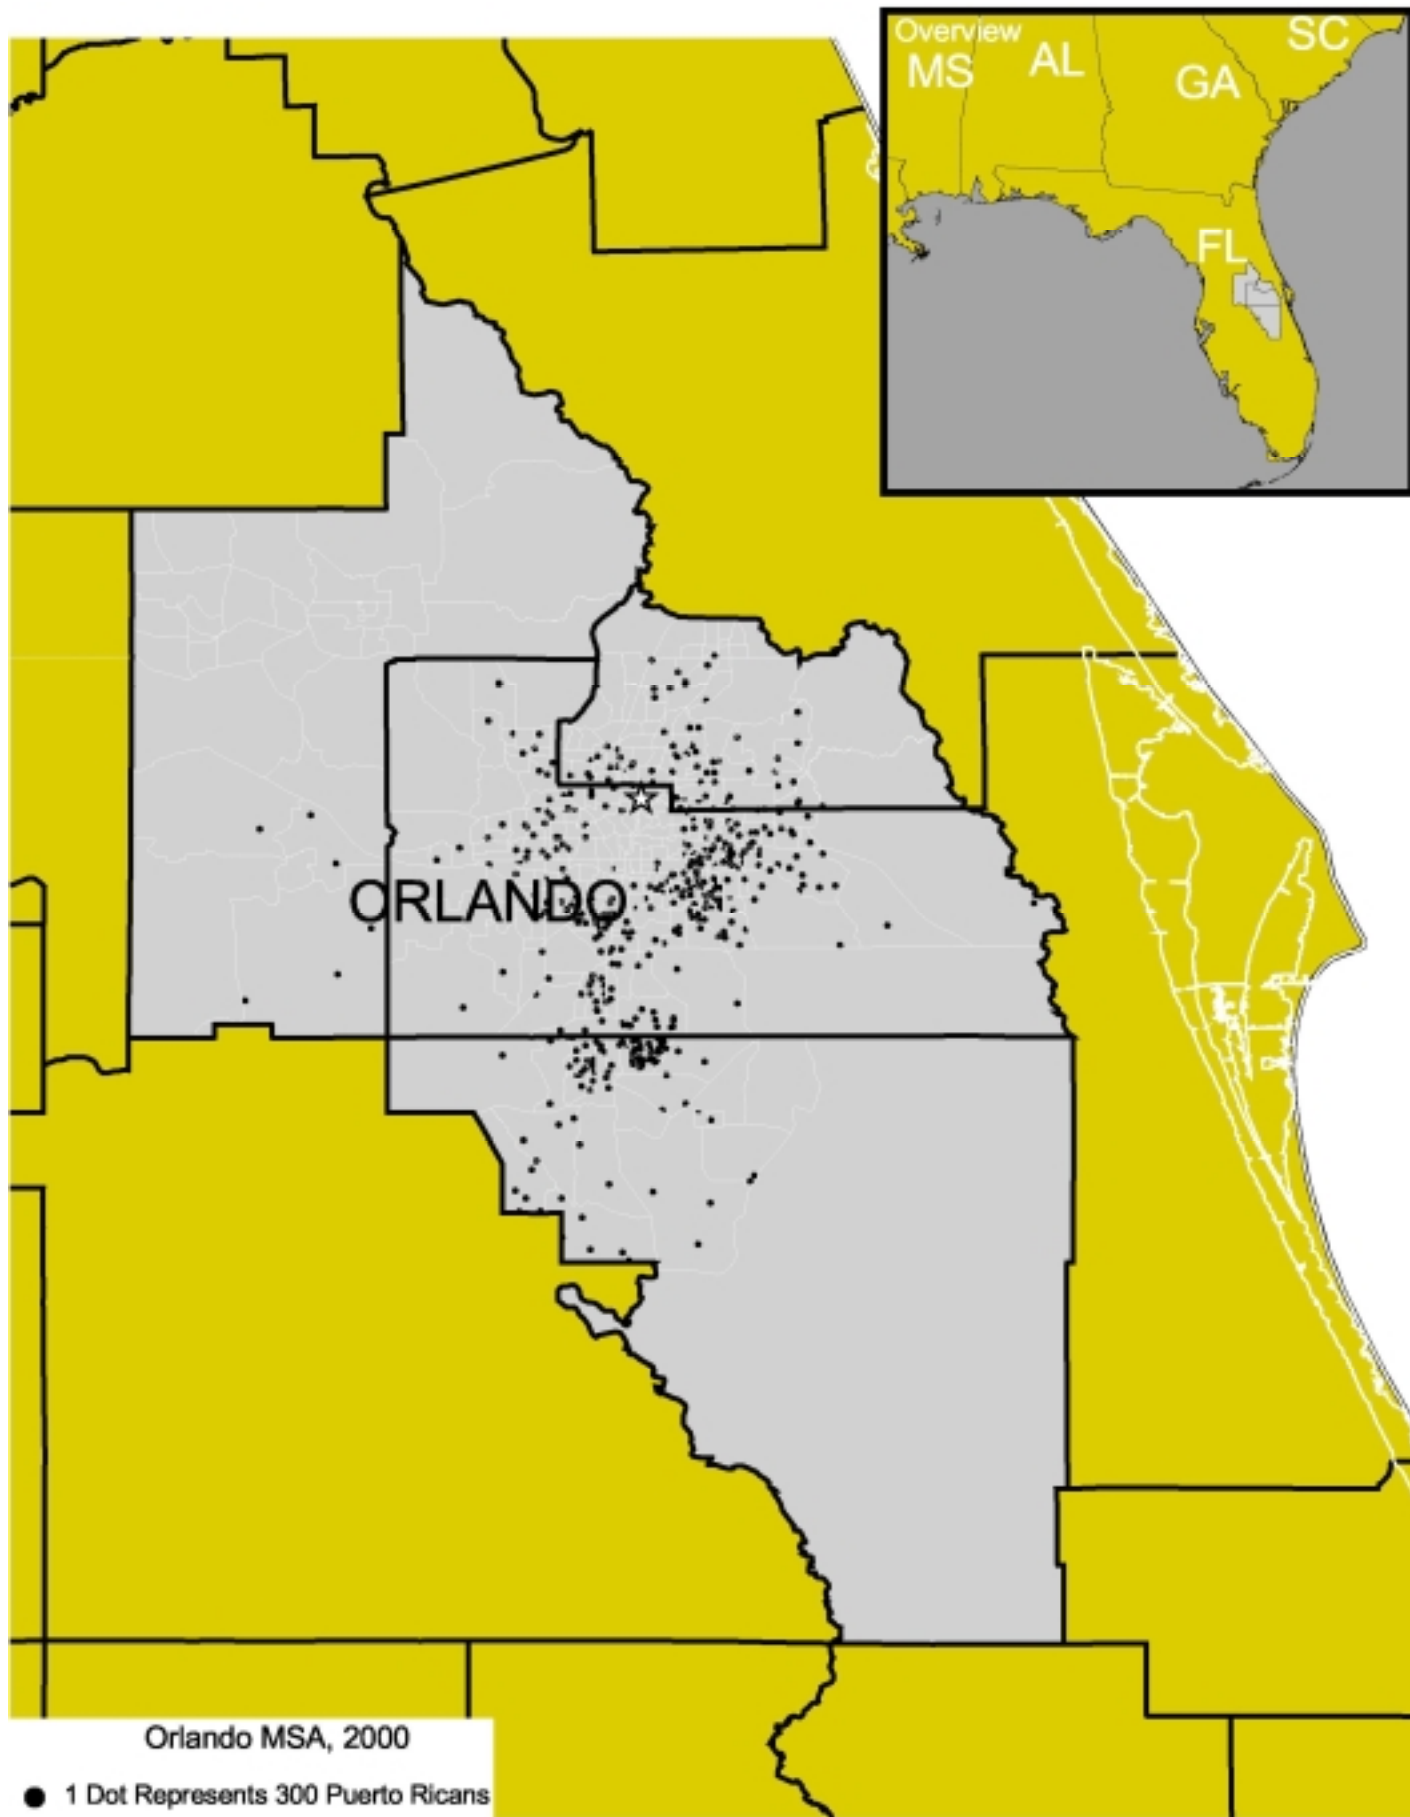 Overview
MS
AL
GA
SC
FL
ORLANDO
Orlando MSA, 2000
1 Dot Represents 300 Puerto Ricans